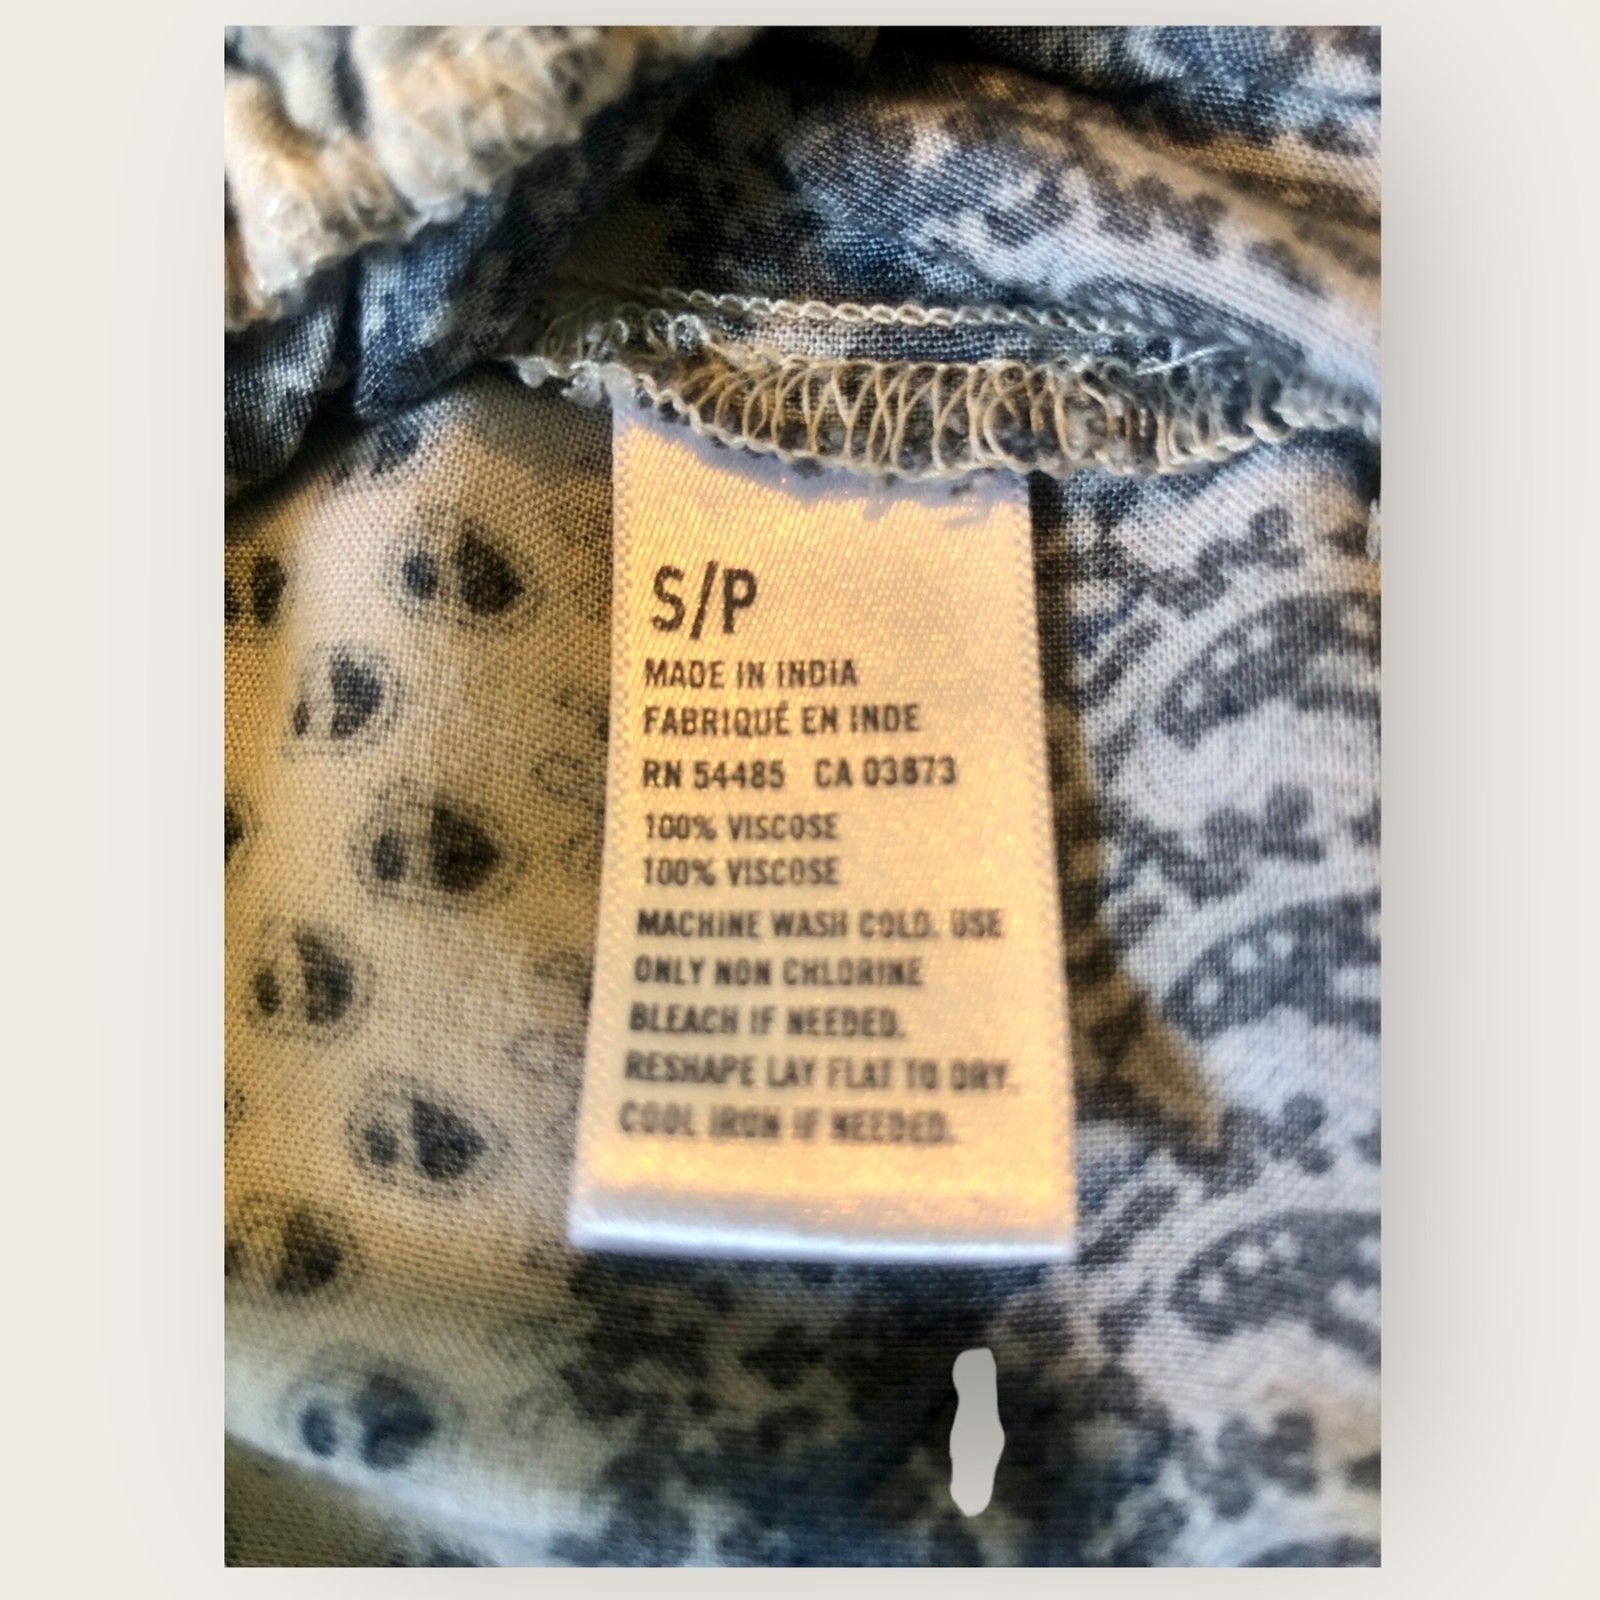 S/P
MADE IN INDIA
FABRIQUÉ EN INDE
RN 54485 CA 03873
100% VISCOSE
100% VISCOSE
MACHINE WASH COLD. USE
ONLY NON CHLORINE
BLEACH IF NEEDED.
RESHAPE LAY FLAT TO DRY.
COOL IRON IF NEEDED.